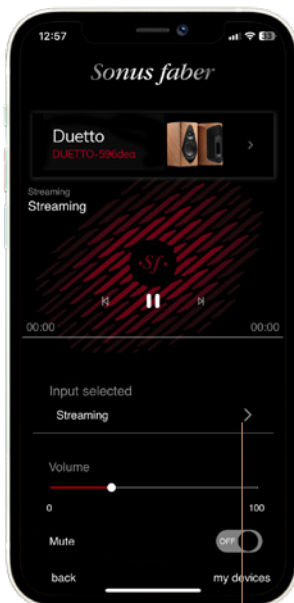 12:57
33
Sonus faber
Duetto
DUETTO-596dea
Streaming
Streaming
Sf
00:00 00:00
Input selected
Streaming
Volume
0 100
Mute OFF
back my devices